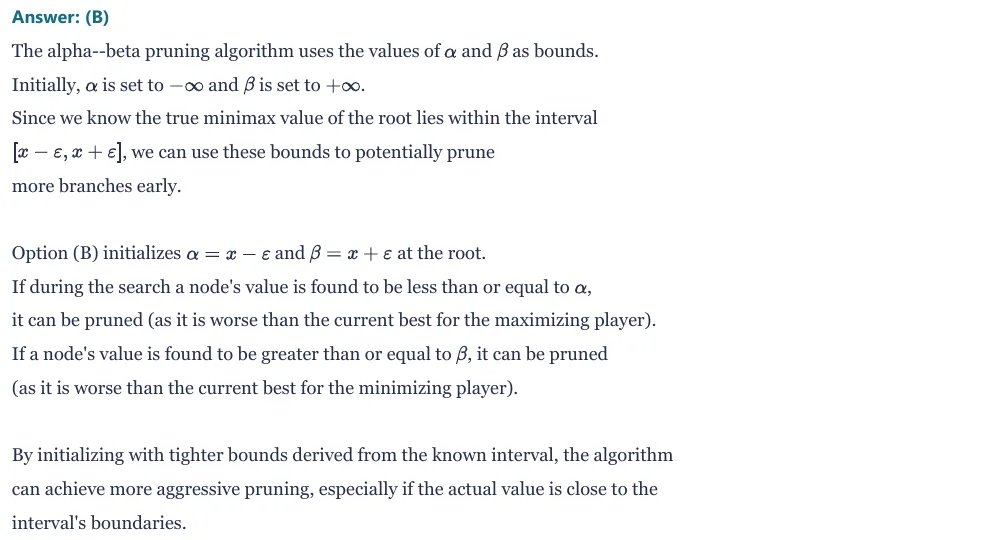 Answer: (B)
The alpha--beta pruning algorithm uses the values of α and β as bounds.
Initially, α is set to −∞ and β is set to +∞.
Since we know the true minimax value of the root lies within the interval
[x − ε, x + ε], we can use these bounds to potentially prune
more branches early.
Option (B) initializes α = x − ε and β = x + ε at the root.
If during the search a node's value is found to be less than or equal to α,
it can be pruned (as it is worse than the current best for the maximizing player).
If a node's value is found to be greater than or equal to β, it can be pruned
(as it is worse than the current best for the minimizing player).
By initializing with tighter bounds derived from the known interval, the algorithm
can achieve more aggressive pruning, especially if the actual value is close to the
interval's boundaries.